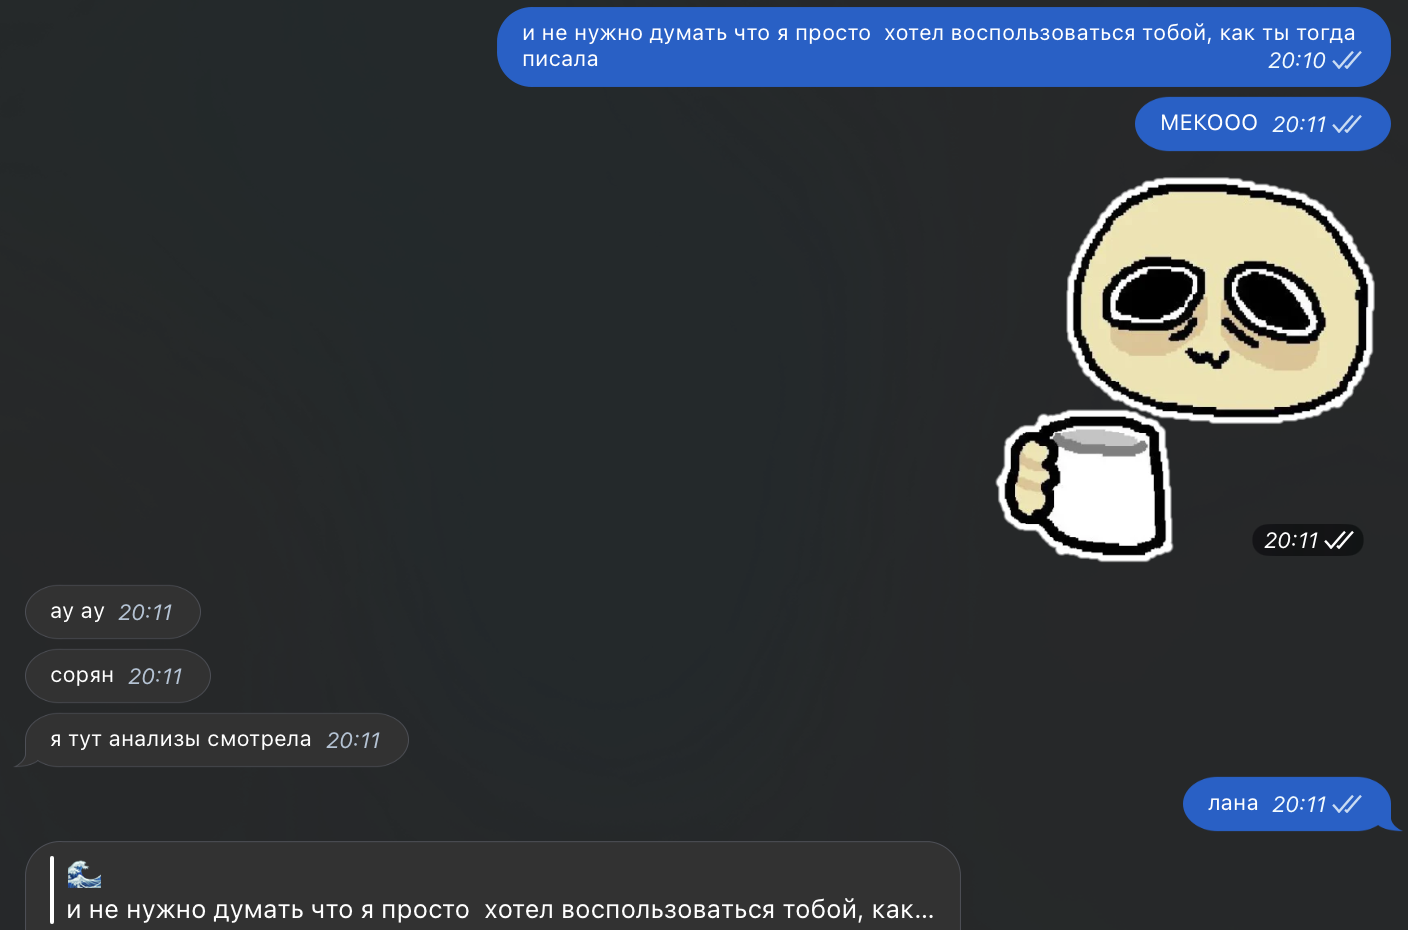 и не нужно думать что я просто  хотел воспользоваться тобой, как ты тогда
писала
20:10
МЕКООО 20:11
20:11
ау ау 20:11
сорян 20:11
я тут анализы смотрела 20:11
лана 20:11
и не нужно думать что я просто  хотел воспользоваться тобой, как...